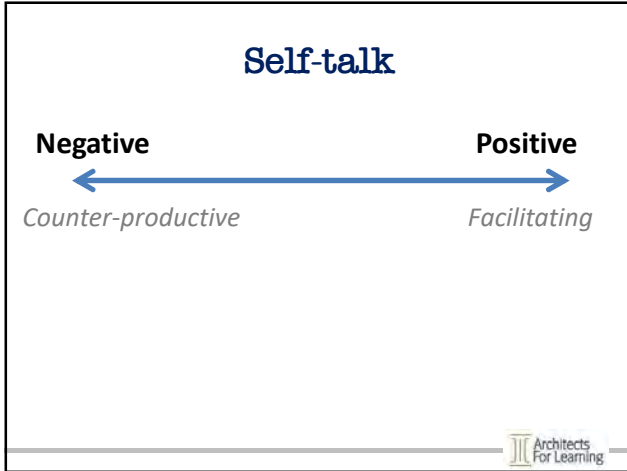 Self-talk
Negative Positive
Counter-productive Facilitating
Architects
For Learning